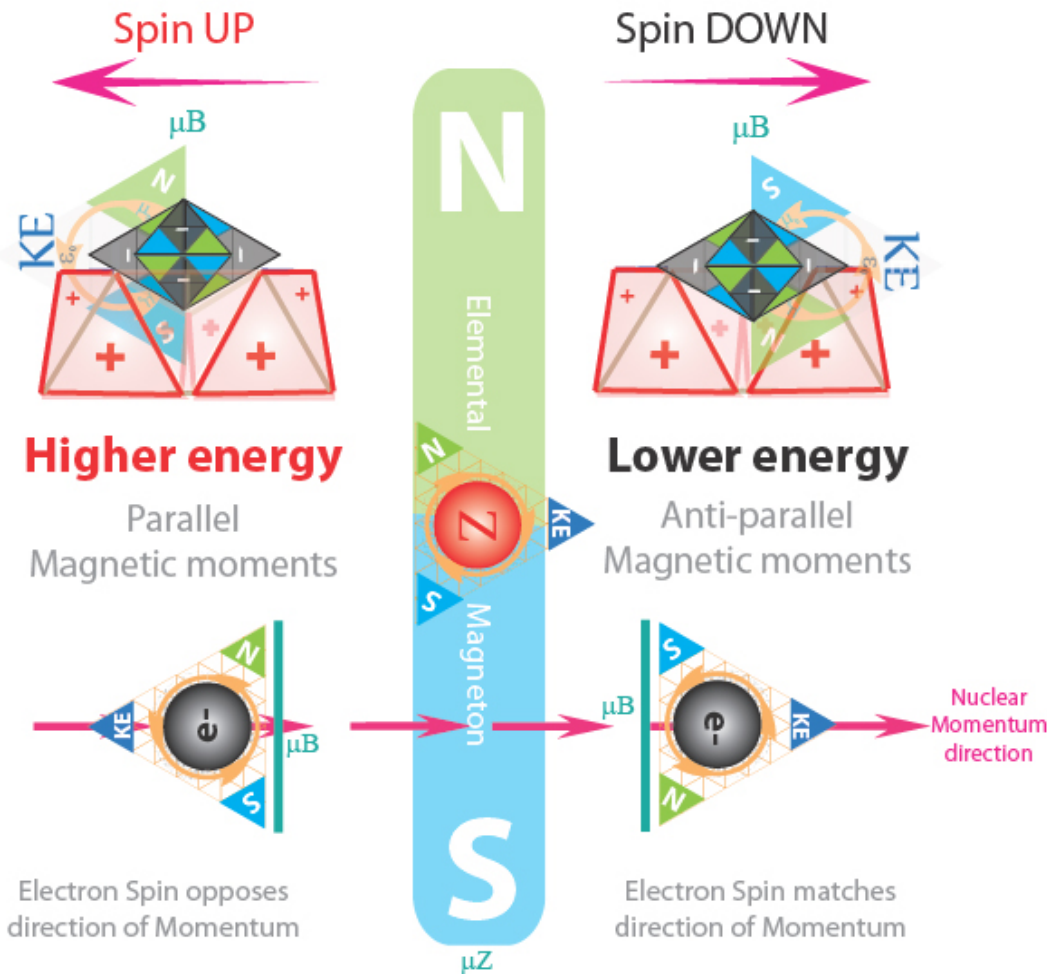 Spin UP
Spin DOWN
μB
μB
N
N
S
KE
μ
ε₀
S
KE
N
+
+
+
+
+
+
+
+
Elemental
Higher energy
Parallel
Magnetic moments
N
Z
KE
S
Lower energy
Anti-parallel
Magnetic moments
Magneton
N
KE
e-
μB
S
S
μB
e-
KE
N
Nuclear
Momentum
direction
S
Electron Spin opposes
direction of Momentum
Electron Spin matches
direction of Momentum
μZ